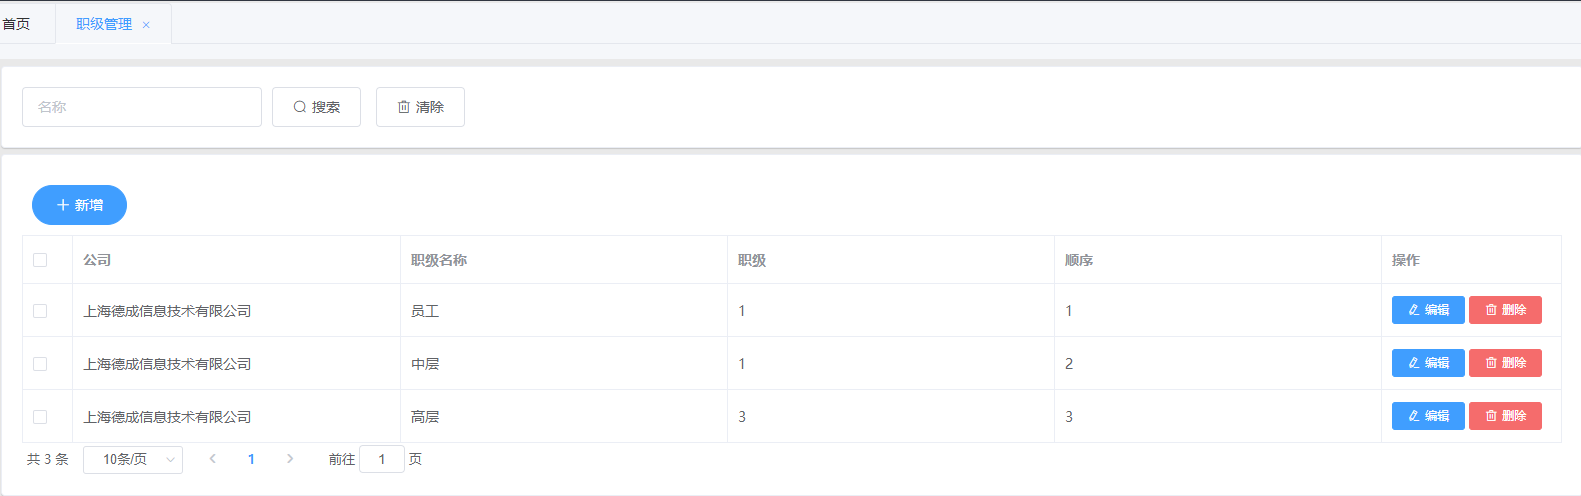 首页 职级管理 ×
名称 搜索 清除
+ 新增
公司 职级名称 职级 顺序 操作
上海德成信息技术有限公司 员工 1 1 编辑 删除
上海德成信息技术有限公司 中层 1 2 编辑 删除
上海德成信息技术有限公司 高层 3 3 编辑 删除
共 3 条 10条/页 1 前往 1 页